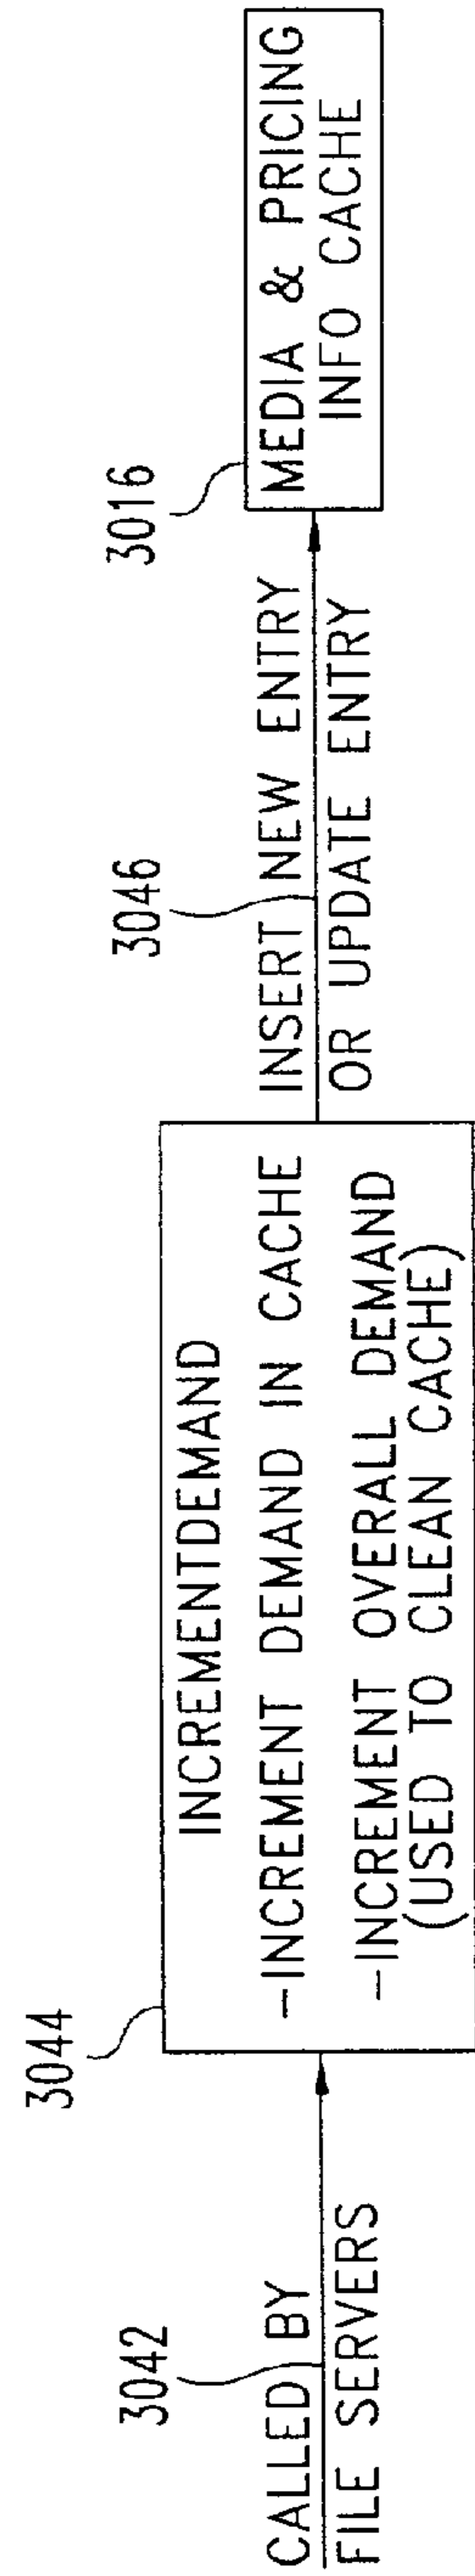 3042
CALLED BY
FILE SERVERS
3044
INCREMENTDEMAND
-INCREMENT DEMAND IN CACHE
-INCREMENT OVERALL DEMAND
(USED TO CLEAN CACHE)
3046
INSERT NEW ENTRY
OR UPDATE ENTRY
3016
MEDIA & PRICING
INFO CACHE